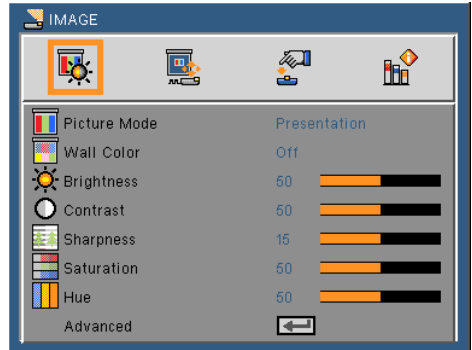 IMAGE
Picture Mode Presentation
Wall Color Off
Brightness 50
Contrast 50
Sharpness 15
Saturation 50
Hue 50
Advanced